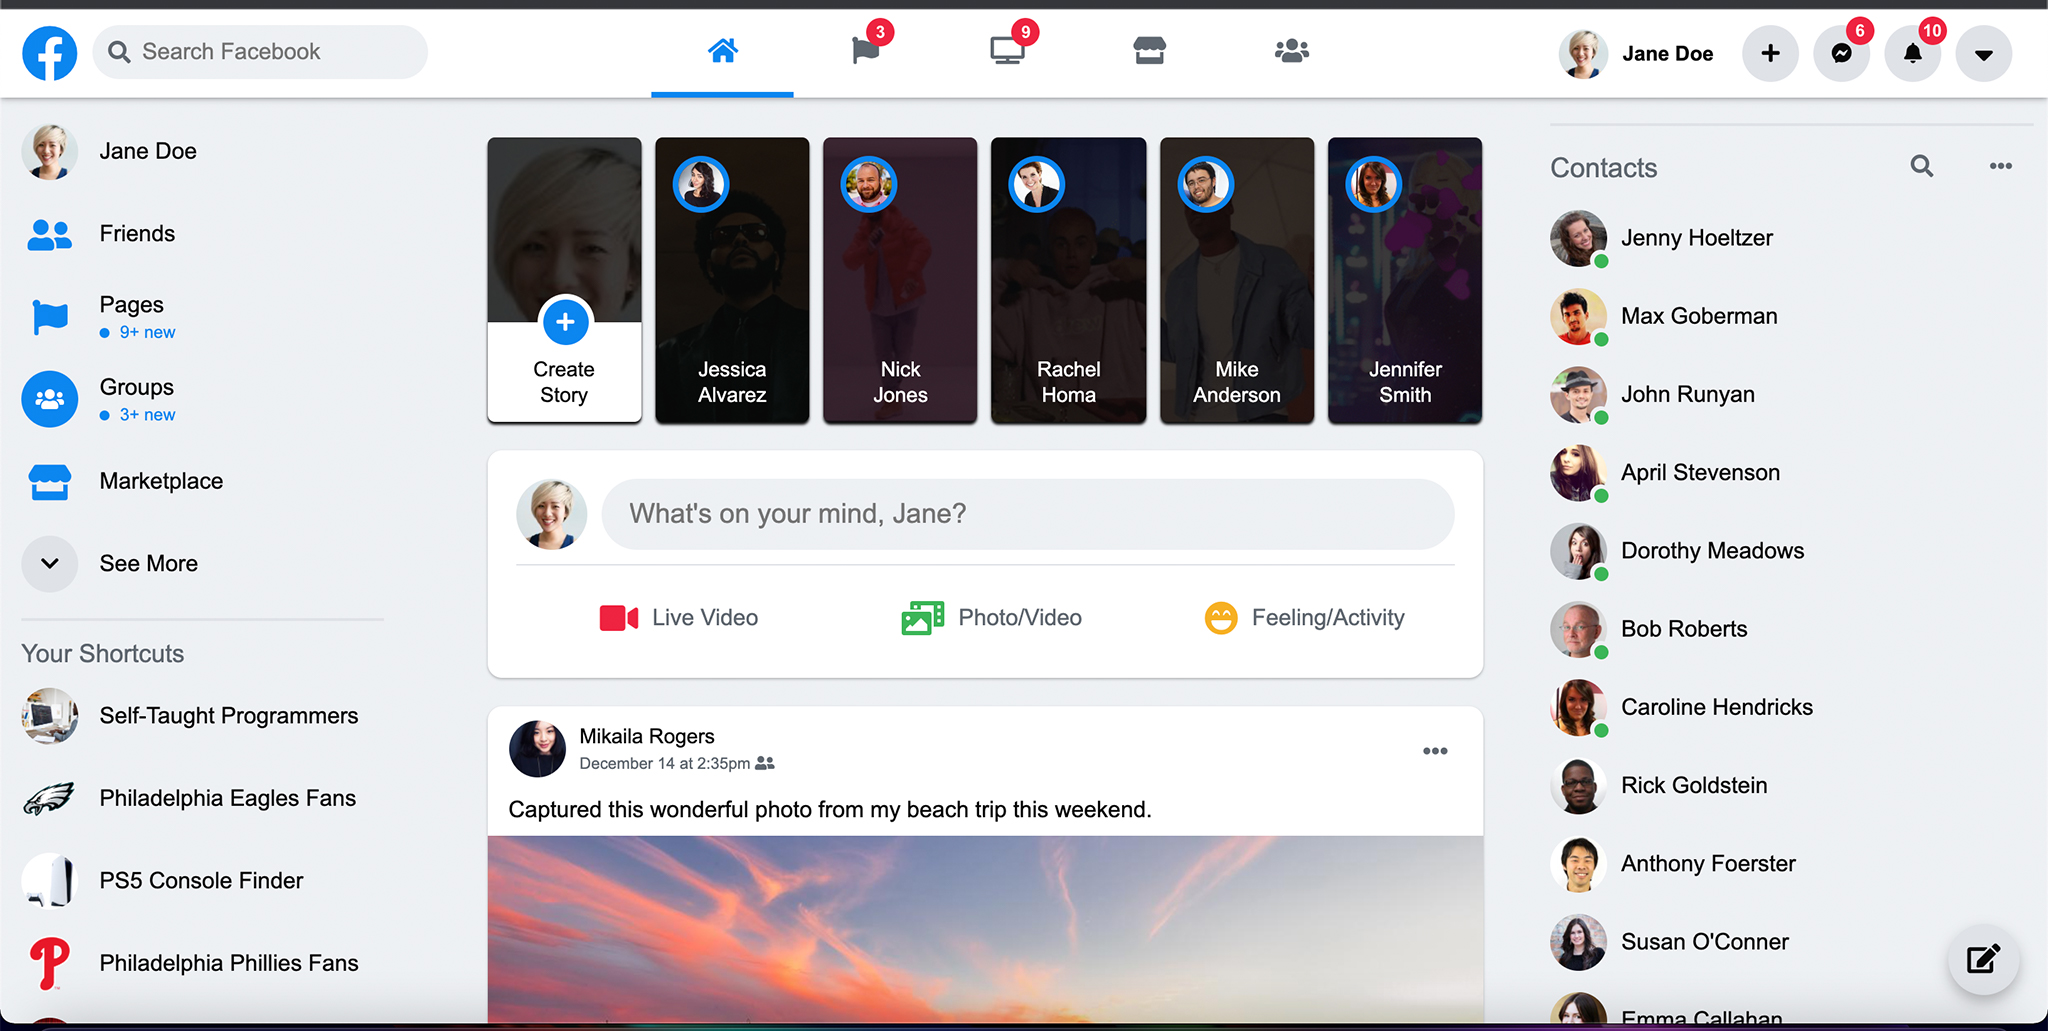 Search Facebook
3
9
Jane Doe
6
10
Jane Doe
Friends
Pages
9+ new
Groups
3+ new
Marketplace
See More
Your Shortcuts
Self-Taught Programmers
Philadelphia Eagles Fans
PS5 Console Finder
Philadelphia Phillies Fans
Create
Story
Jessica
Alvarez
Nick
Jones
Rachel
Homa
Mike
Anderson
Jennifer
Smith
What's on your mind, Jane?
Live Video
Photo/Video
Feeling/Activity
Mikaila Rogers
December 14 at 2:35pm
Captured this wonderful photo from my beach trip this weekend.
Contacts
Jenny Hoeltzer
Max Goberman
John Runyan
April Stevenson
Dorothy Meadows
Bob Roberts
Caroline Hendricks
Rick Goldstein
Anthony Foerster
Susan O'Conner
Emma Callahan